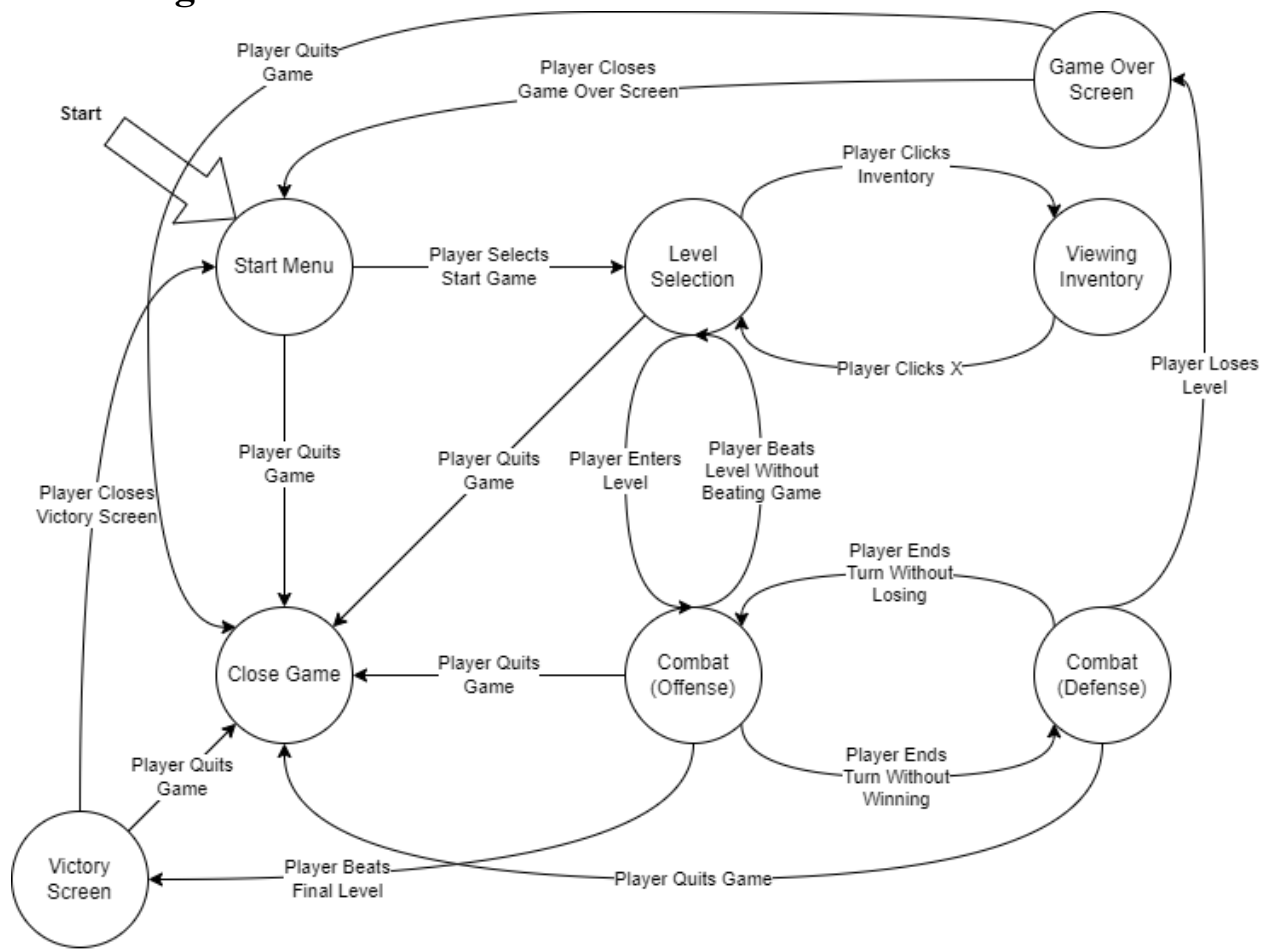 g
Player Quits
Game
Player Closes
Game Over Screen
Game Over
Screen
Start
Player Clicks
Inventory
Start Menu
Player Selects
Start Game
Level
Selection
Viewing
Inventory
Player Clicks X
Player Loses
Level
Player Quits
Game
Player Quits
Game
Player Enters
Level
Player Beats
Level Without
Beating Game
Player Closes
Victory Screen
Player Ends
Turn Without
Losing
Close Game
Player Quits
Game
Combat
(Offense)
Combat
(Defense)
Player Quits
Game
Player Ends
Turn Without
Winning
Victory
Screen
Player Beats
Final Level
Player Quits Game